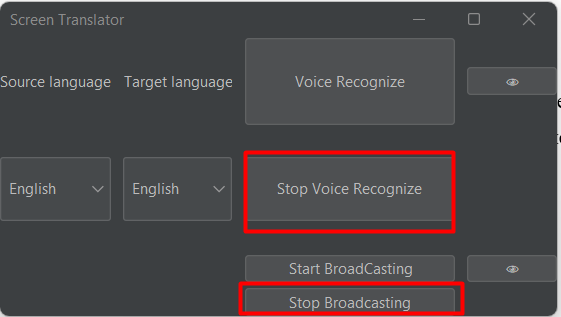 Screen Translator
Source language Target language Voice Recognize
English English Stop Voice Recognize
Start BroadCasting
Stop Broadcasting